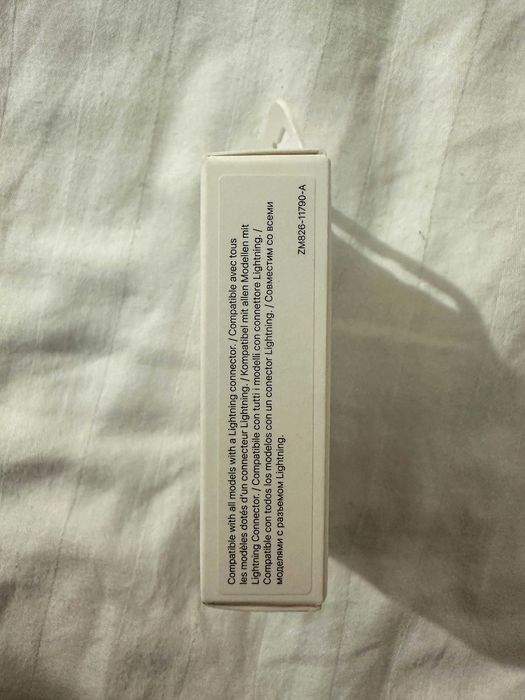 Compatible with all models with a Lightning connector. / Compatible avec tous
les modèles dotés d'un connecteur Lightning. / Kompatibel mit allen Modellen mit
Lightning Connector. / Compatibile con tutti i modelli con connettore Lightning. /
Compatible con todos los modelos con un conector Lightning. / Совместим со всеми
моделями с разъемом Lightning.
ZM826-11790-A